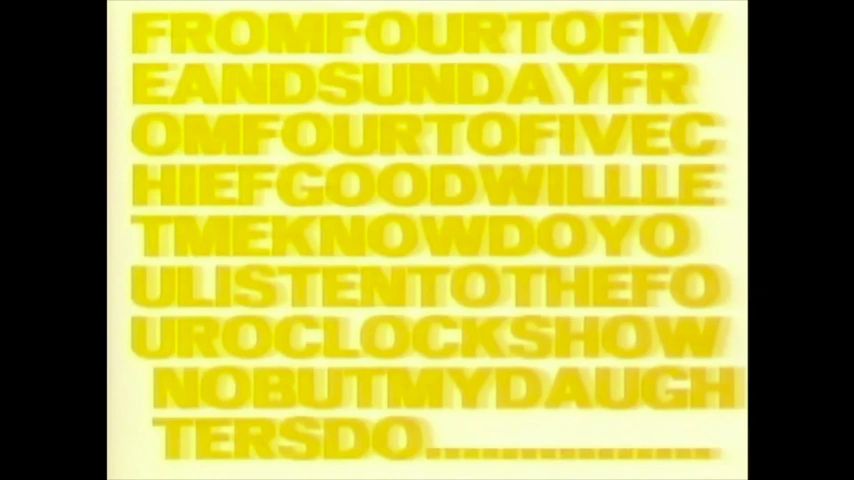 FROMFOURTOFIV
EANDSUNDAYFR
OMFOURTOFIVEC
HIEFGOODWILLLE
TMEKNOWDOYO
ULISTENTOTHEFO
UROCLOCKSHOW
NOBUTMYDAUGH
TERSDO................